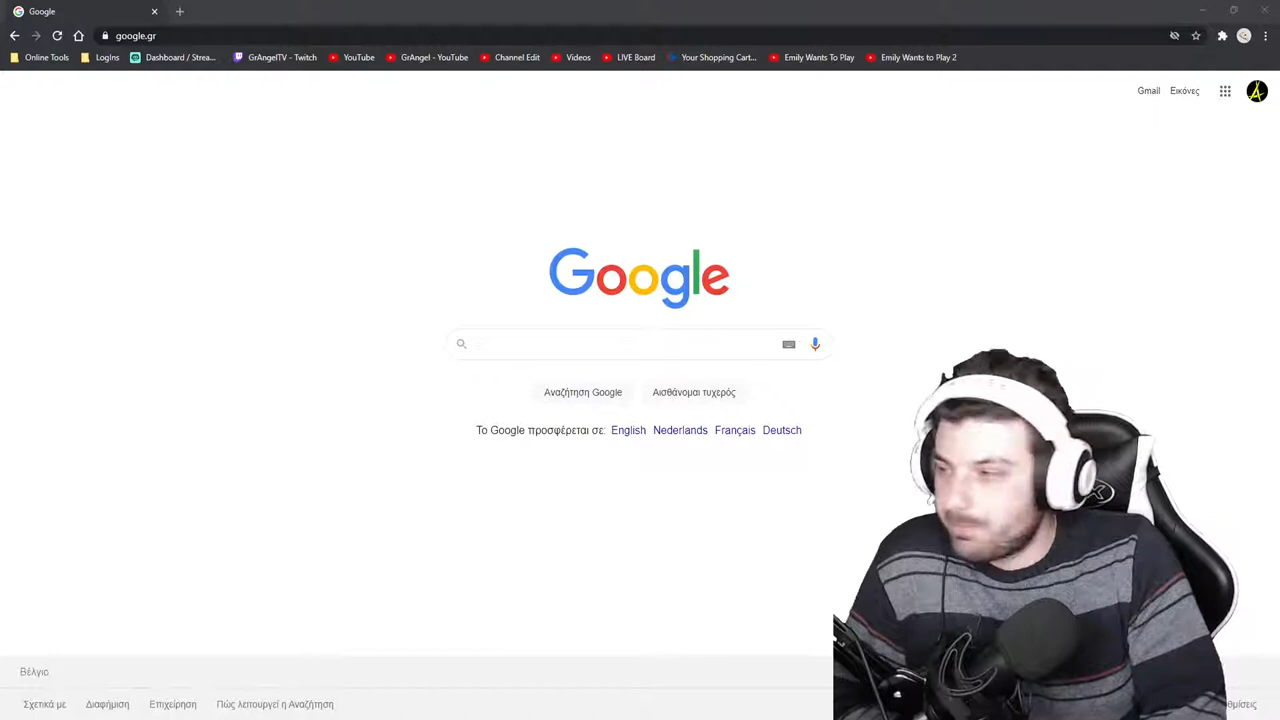 Google
google.gr
Online Tools LogIns Dashboard / Strea... GrAngelTV - Twitch YouTube GrAngel - YouTube Channel Edit Videos LIVE Board Your Shopping Cart... Emily Wants To Play Emily Wants to Play 2
Gmail Εικόνες
Google
Αναζήτηση Google Αισθάνομαι τυχερός
Το Google προσφέρεται σε: English Nederlands Français Deutsch
Βέλγιο
Σχετικά με Διαφήμιση Επιχείρηση Πώς λειτουργεί η Αναζήτηση